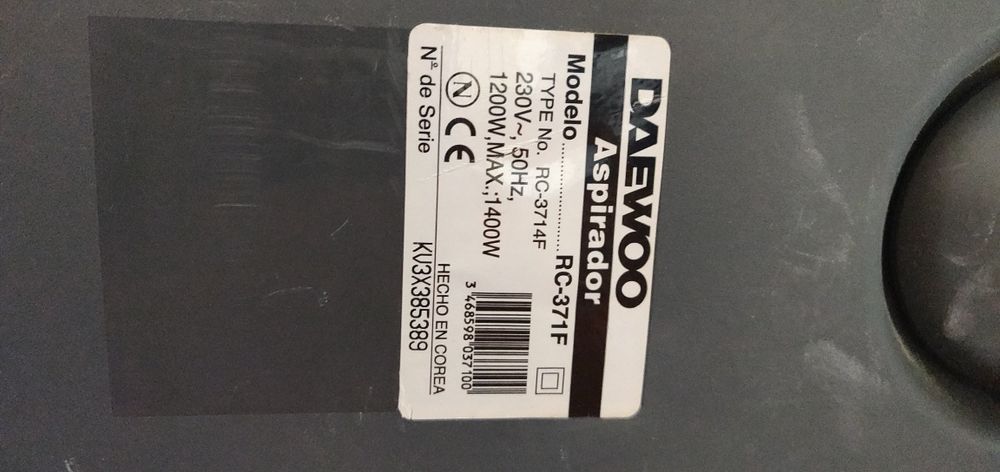 DAEWOO
Aspirador
Modelo .................... RC-371F
TYPE No. RC-3714F
230V~, 50Hz,
1200W,MAX.;1400W
N CE
3 468598 037100
HECHO EN COREA
Nº de Serie KV3X385389